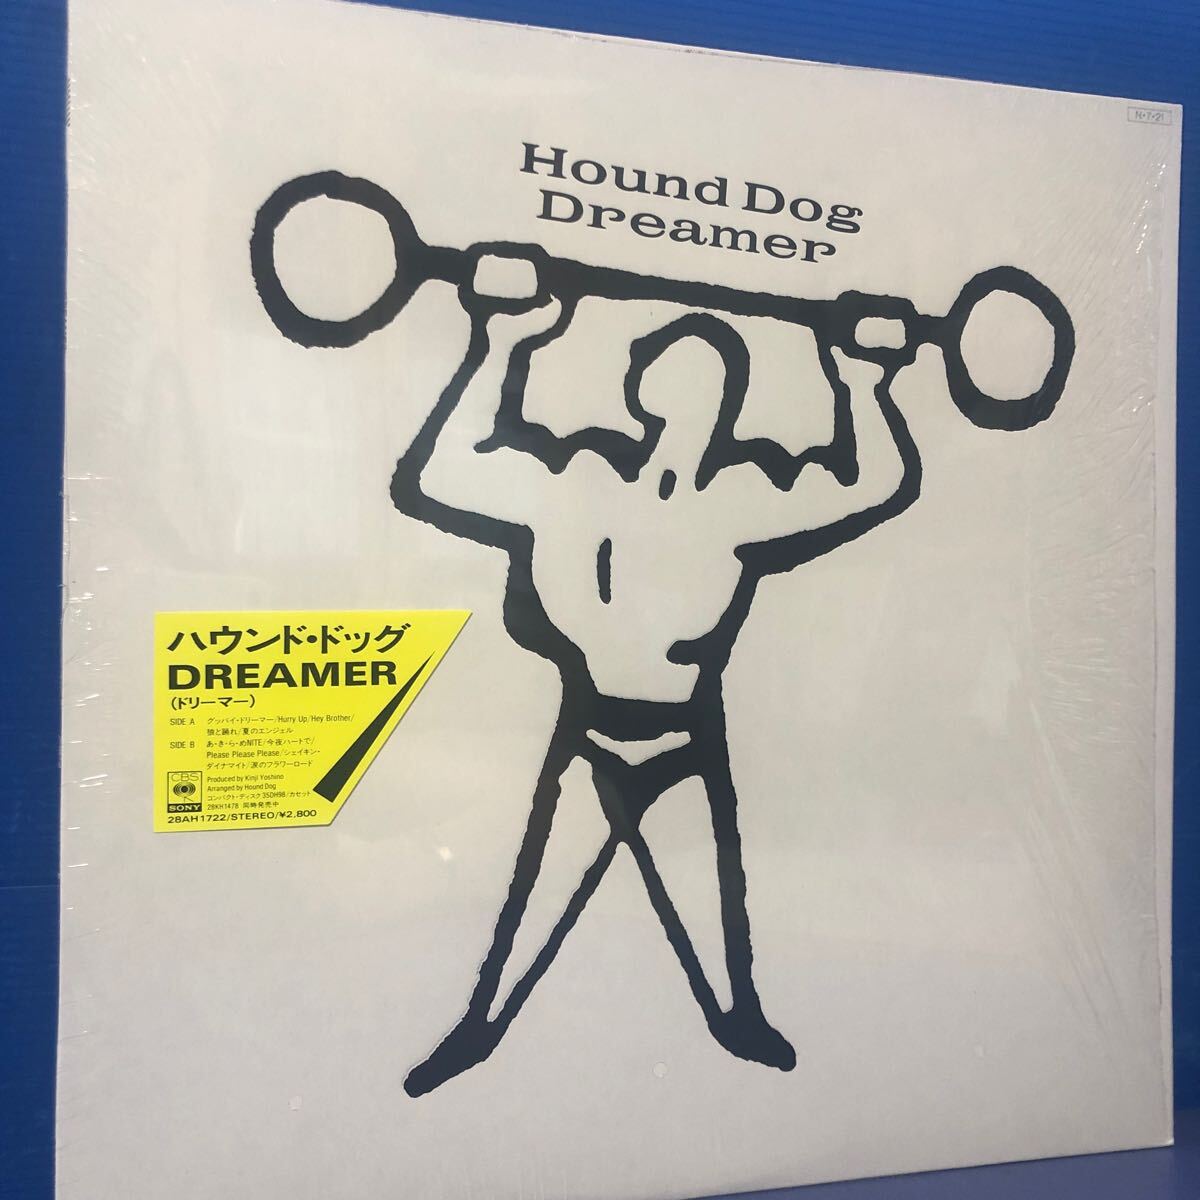 N・7・21
Hound Dog
Dreamer
ハウンド・ドッグ
DREAMER
(ドリーマー)
SIDE A グッバイ・ドリーマー/Hurry Up/Hey Brother/
狼と踊れ/夏のエンジェル
SIDE B あ・き・ら・めNITE/今夜ハートで/
Please Please Please/シェイキン・
ダイナマイト/涙のフラワーロード
CBS
SONY
Produced by Kinji Yoshino
Arranged by Hound Dog
コンパクト・ディスク35DH98/カセット
28KH1478 同時発売中
28AH1722/STEREO/¥2,800